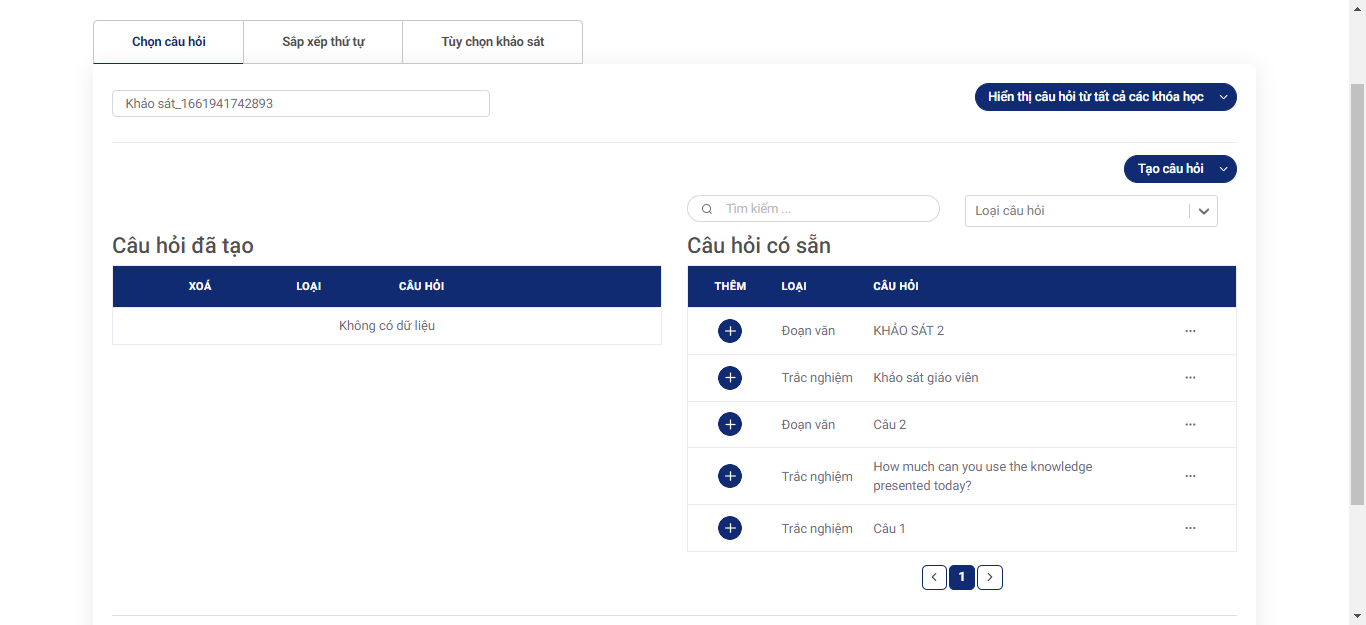 Chọn câu hỏi
Sắp xếp thứ tự
Tùy chọn khảo sát
Khảo sát_1661941742893
Hiển thị câu hỏi từ tất cả các khóa học
Tạo câu hỏi
Tìm kiếm ...
Loại câu hỏi
Câu hỏi đã tạo
XOÁ LOẠI CÂU HỎI
Không có dữ liệu
Câu hỏi có sẵn
THÊM LOẠI CÂU HỎI
Đoạn văn KHẢO SÁT 2
Trắc nghiệm Khảo sát giáo viên
Đoạn văn Câu 2
Trắc nghiệm How much can you use the knowledge
presented today?
Trắc nghiệm Câu 1
1